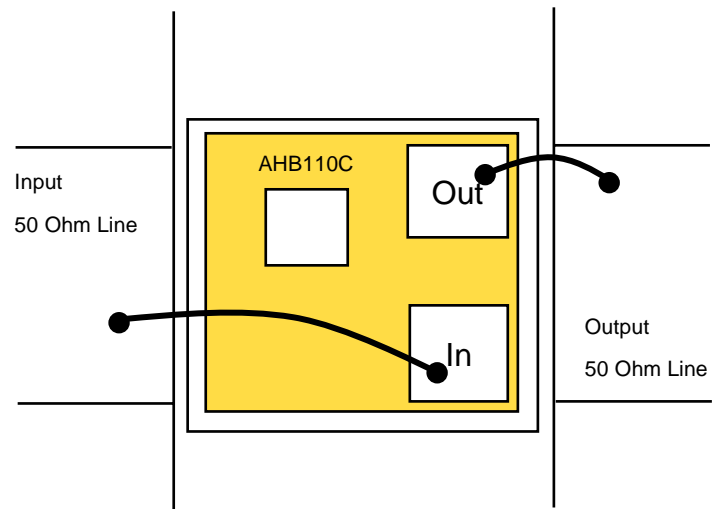 AHB110C
Input
50 Ohm Line
Out
In
Output
50 Ohm Line